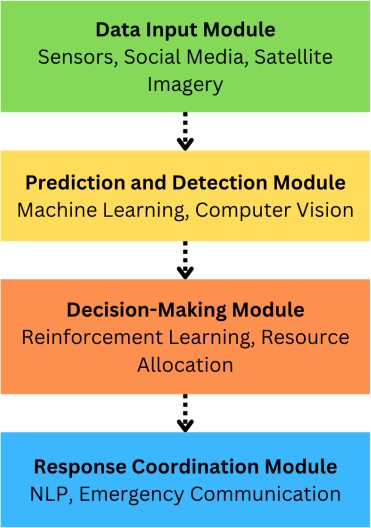 Data Input Module
Sensors, Social Media, Satellite
Imagery
Prediction and Detection Module
Machine Learning, Computer Vision
Decision-Making Module
Reinforcement Learning, Resource
Allocation
Response Coordination Module
NLP, Emergency Communication